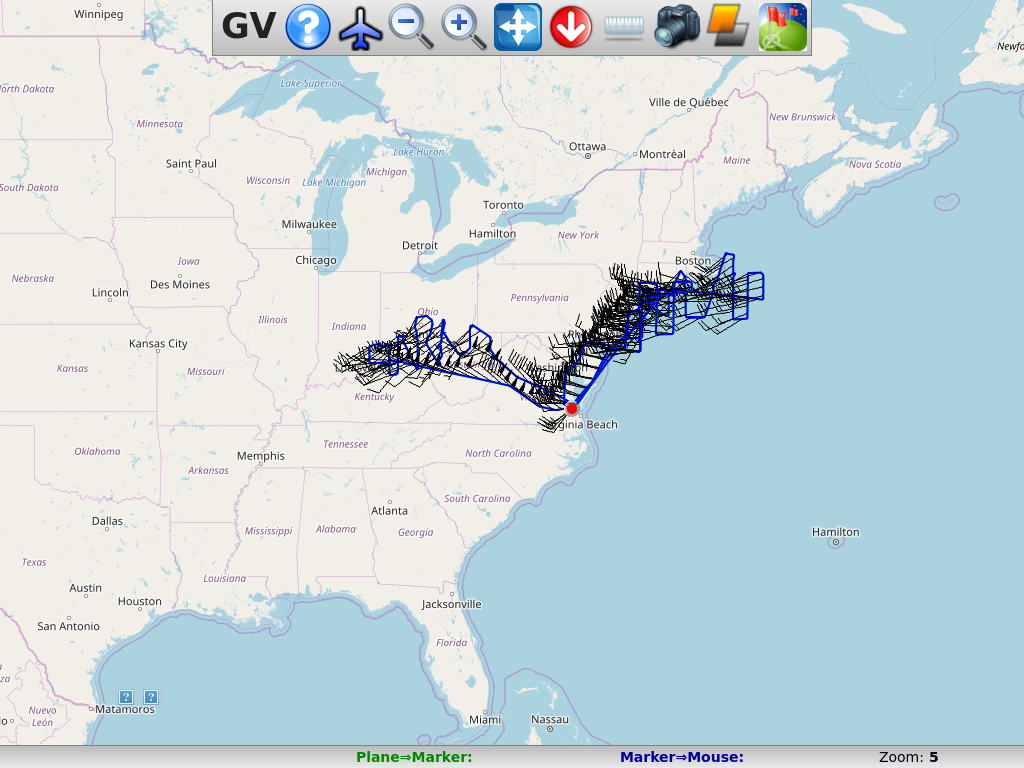 GV
Winnipeg
Newfo
Lake Superior
orth Dakota
Ville de Québec
New Brunswick
Minnesota
Ottawa
Montréal
Lake Huron
Maine
Saint Paul
Nova Scotia
Michigan
Wisconsin
Lake Michigan
South Dakota
Toronto
Milwaukee
Hamilton
New York
Detroit
Boston
Chicago
Iowa
Nebraska
Des Moines
Lincoln
Pennsylvania
Ohio
Illinois
Indiana
Kansas City
Kansas
Missouri
Kentucky
ginia Beach
Tennessee
Oklahoma
Memphis
North Carolina
Arkansas
South Carolina
Atlanta
Dallas
Mississippi
Alabama
Georgia
Hamilton
Texas
Louisiana
Austin
Houston
Jacksonville
San Antonio
Florida
Matamoros
Nuevo
León
Miami
Nassau
Plane⇒Marker:
Marker⇒Mouse:
Zoom: 5